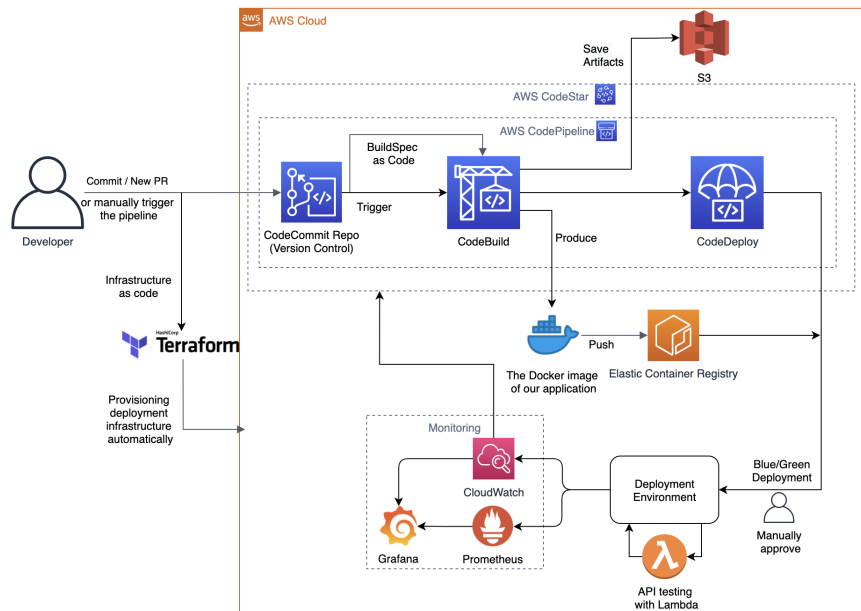 aws
AWS Cloud
Save
Artifacts
S3
AWS CodeStar
AWS CodePipeline
BuildSpec
as Code
Commit / New PR
or manually trigger
the pipeline
Developer
Trigger
CodeCommit Repo
(Version Control)
CodeBuild
CodeDeploy
Produce
Infrastructure
as code
HashiCorp
Terraform
Push
The Docker image
of our application
Elastic Container Registry
Provisioning
deployment
infrastructure
automatically
Monitoring
CloudWatch
Grafana
Prometheus
Deployment
Environment
Blue/Green
Deployment
Manually
approve
API testing
with Lambda